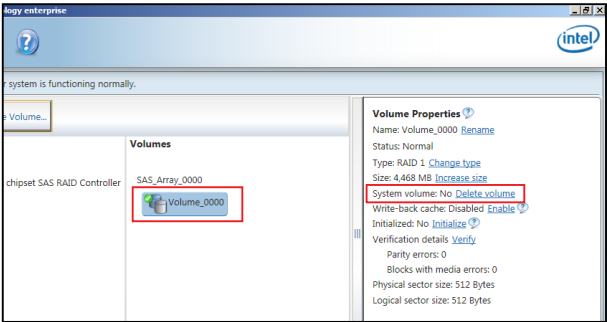 ology enterprise
?
intel
r system is functioning normally.
e Volume...
Volumes
chipset SAS RAID Controller
SAS_Array_0000
Volume_0000
Volume Properties ?
Name: Volume_0000 Rename
Status: Normal
Type: RAID 1 Change type
Size: 4,468 MB Increase size
System volume: No Delete volume
Write-back cache: Disabled Enable ?
Initialized: No Initialize ?
Verification details Verify
Parity errors: 0
Blocks with media errors: 0
Physical sector size: 512 Bytes
Logical sector size: 512 Bytes